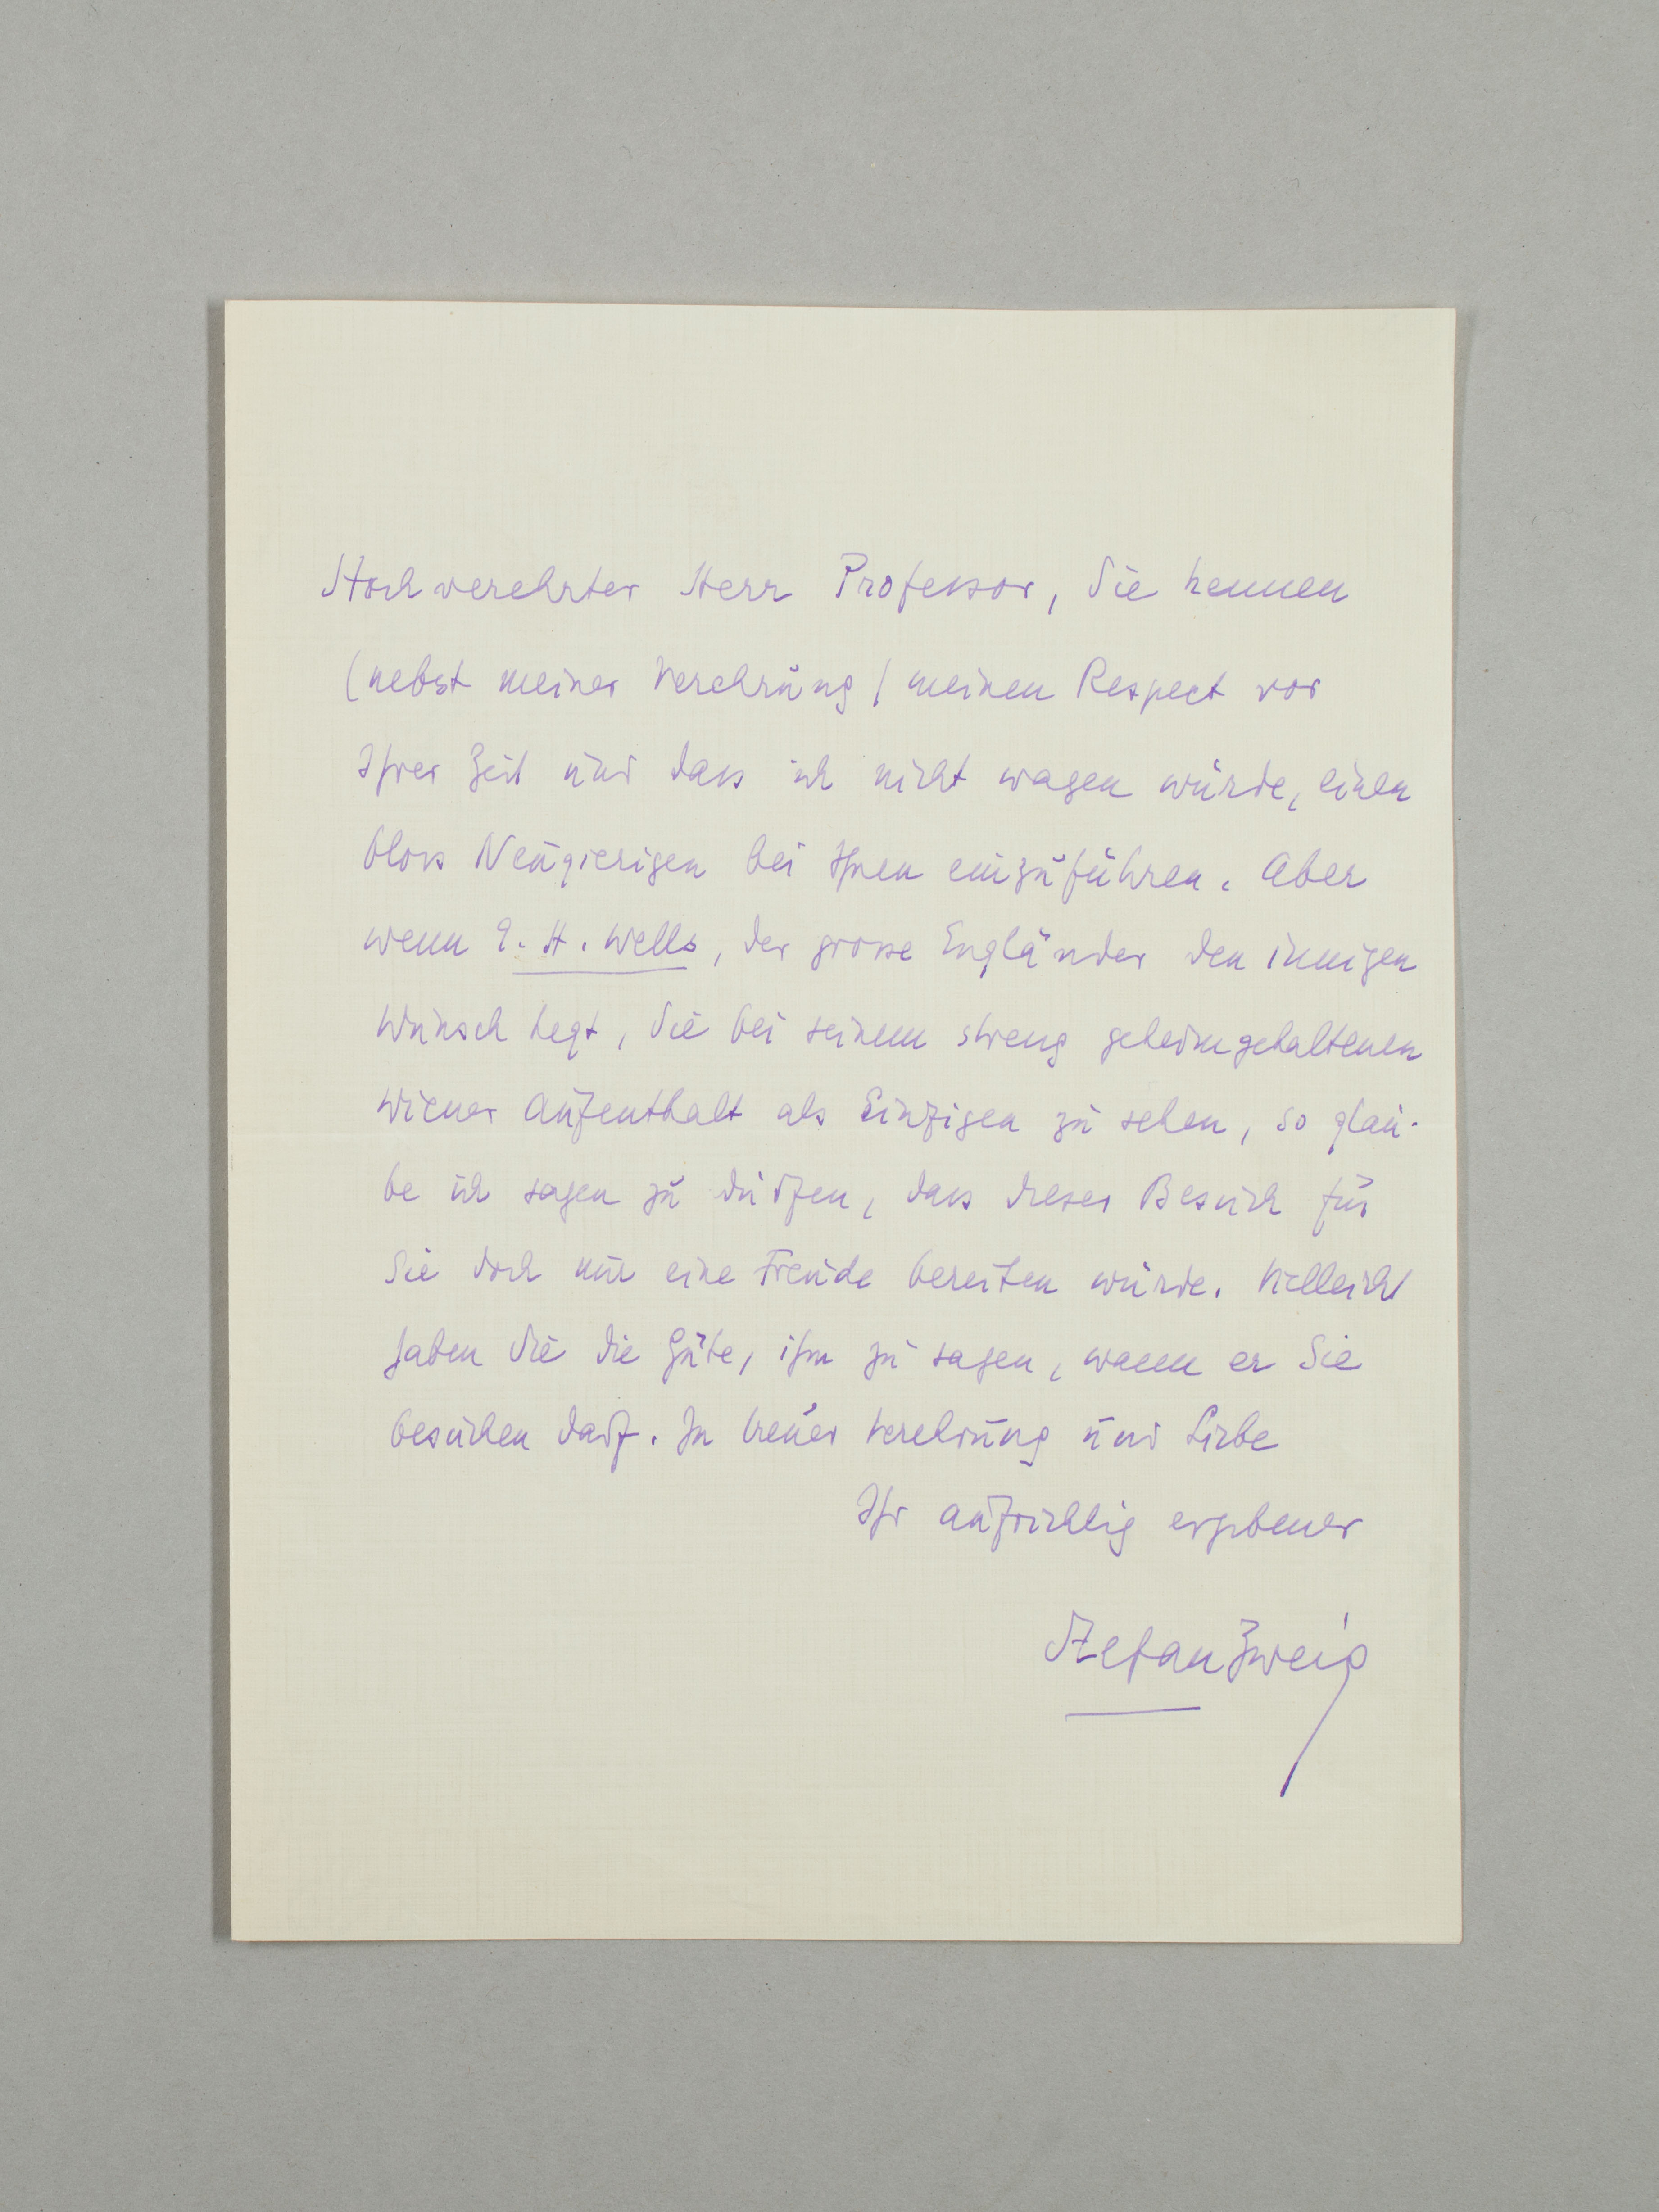 Hochverehrter Herr Professor, Sie kennen
(nebst meiner Verehrung) meinen Respect vor
Ihrer Zeit und dass ich nicht wagen würde, einen
bloss Neugierigen bei Ihnen einzuführen. Aber
wenn G. H. Wells, der grosse Engländer den innigen
Wunsch hegt, Sie bei seinem streng geheimgehaltenen
Wiener Aufenthalt als Einzigen zu sehen, so glau-
be ich sagen zu dürfen, dass dieser Besuch für
Sie doch nur eine Freude bereiten würde. Vielleicht
haben Sie die Güte, ihm zu sagen, wann er Sie
besuchen darf. In treuer Verehrung und Liebe
Ihr aufrichtig ergebener
Stefan Zweig